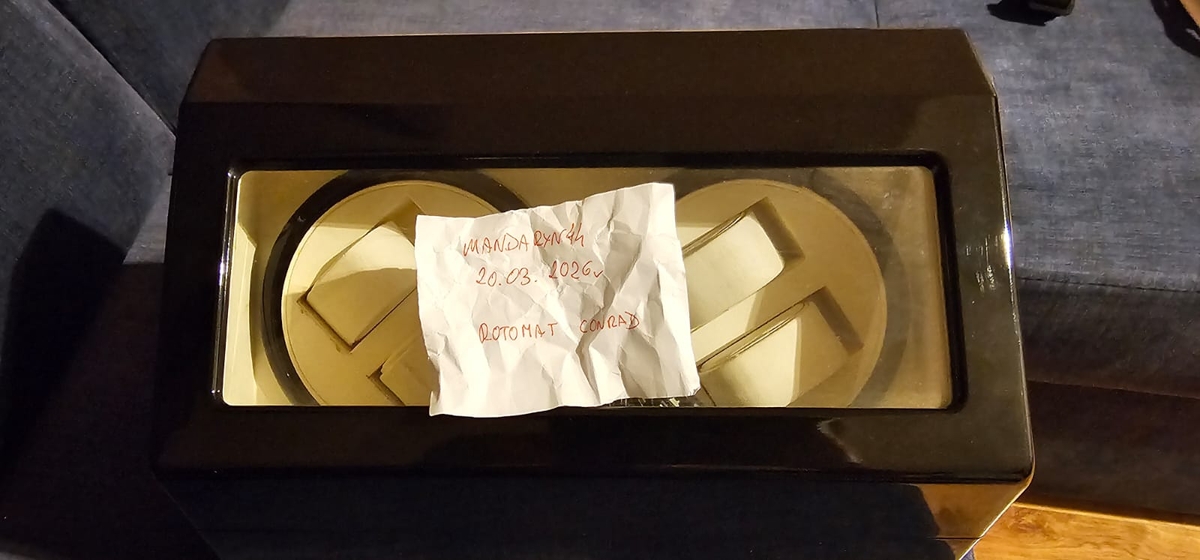 MANDARYN44
20.03.2026r
ROTOMAT CONRAD